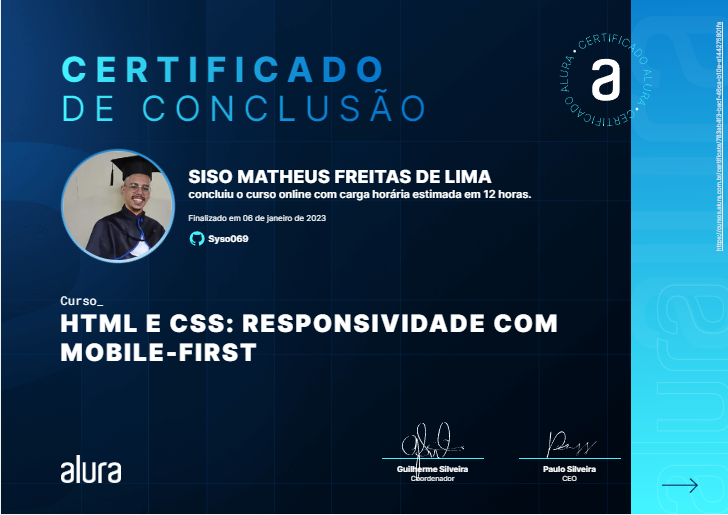 CERTIFICADO
DE CONCLUSÃO
CERTIFICADO ALURA • CERTIFICADO ALURA •
a
SISO MATHEUS FREITAS DE LIMA
concluiu o curso online com carga horária estimada em 12 horas.
Finalizado em 06 de janeiro de 2023
Syso069
Curso_
HTML E CSS: RESPONSIVIDADE COM
MOBILE-FIRST
alura
Guilherme Silveira
Coordenador
Paulo Silveira
CEO
alura